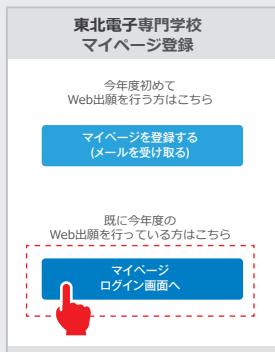 東北電子専門学校
マイページ登録
今年度初めて
Web出願を行う方はこちら
マイページを登録する
(メールを受け取る)
既に今年度の
Web出願を行っている方はこちら
マイページ
ログイン画面へ